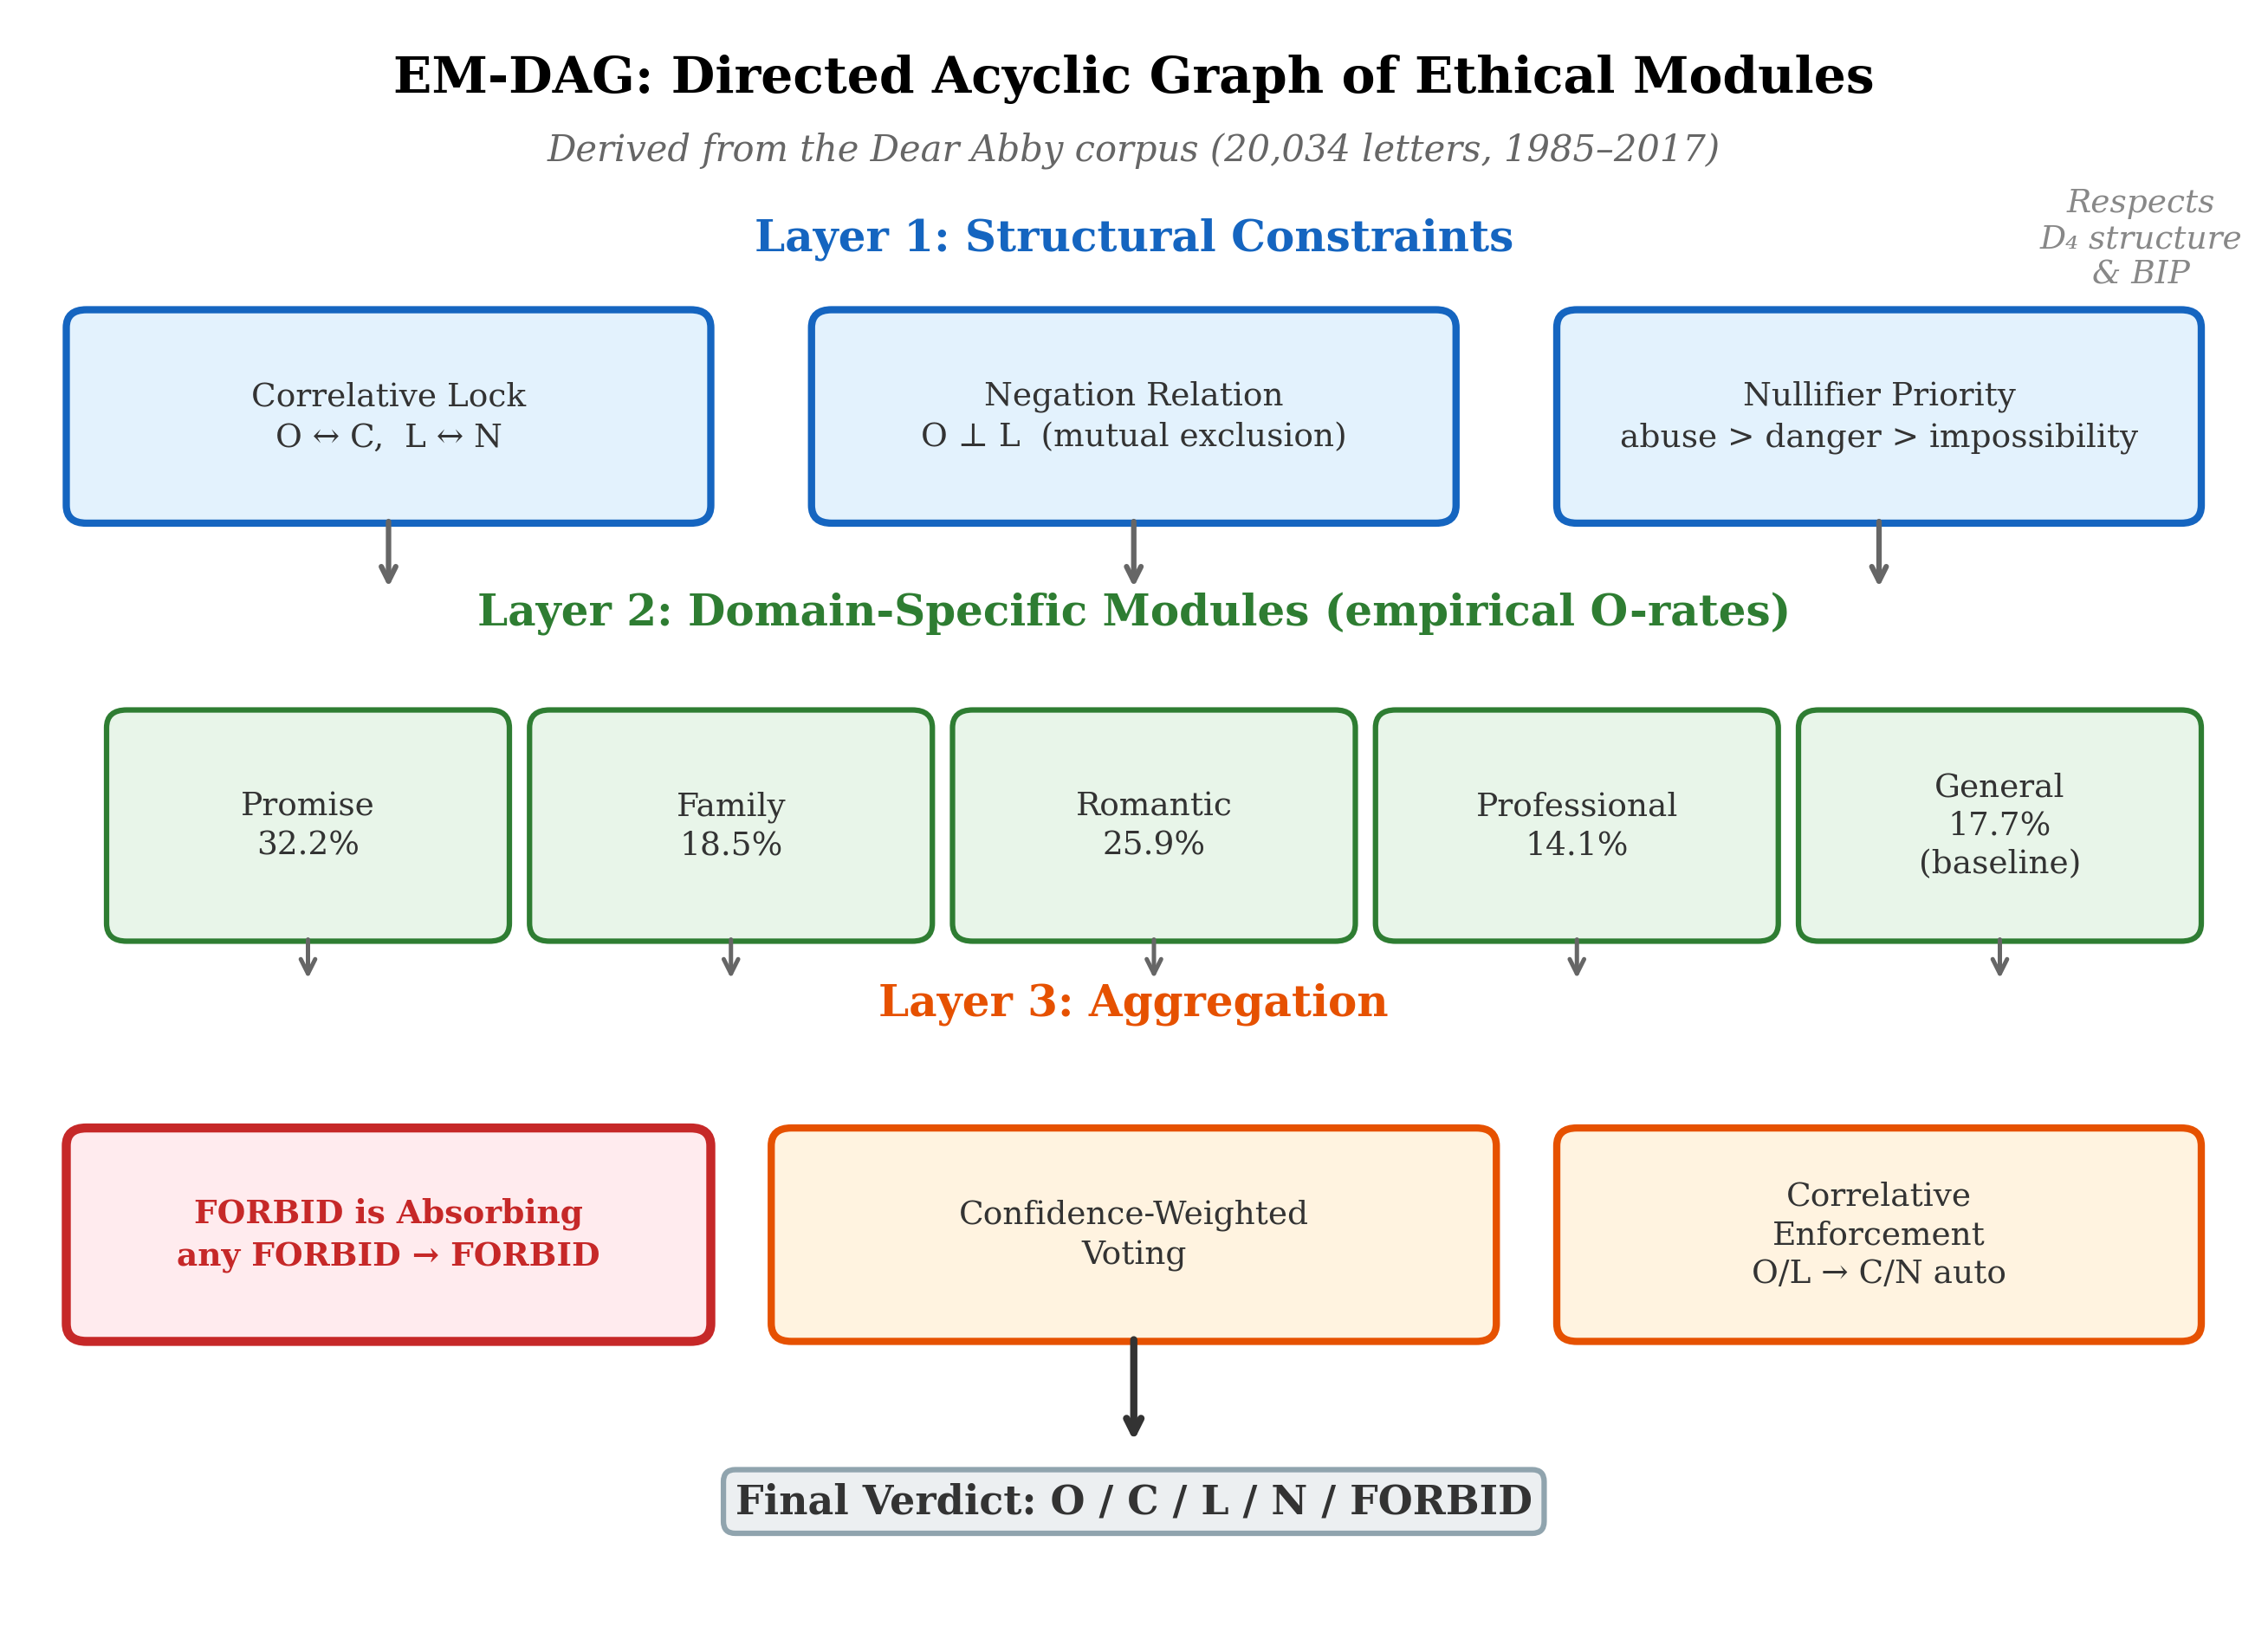 EM-DAG: Directed Acyclic Graph of Ethical Modules
Derived from the Dear Abby corpus (20,034 letters, 1985–2017)
Respects
D₄ structure
& BIP
Layer 1: Structural Constraints
Correlative Lock
O ↔ C,  L ↔ N
Negation Relation
O ⊥ L  (mutual exclusion)
Nullifier Priority
abuse > danger > impossibility
Layer 2: Domain-Specific Modules (empirical O-rates)
Promise
32.2%
Family
18.5%
Romantic
25.9%
Professional
14.1%
General
17.7%
(baseline)
Layer 3: Aggregation
FORBID is Absorbing
any FORBID → FORBID
Confidence-Weighted
Voting
Correlative
Enforcement
O/L → C/N auto
Final Verdict: O / C / L / N / FORBID